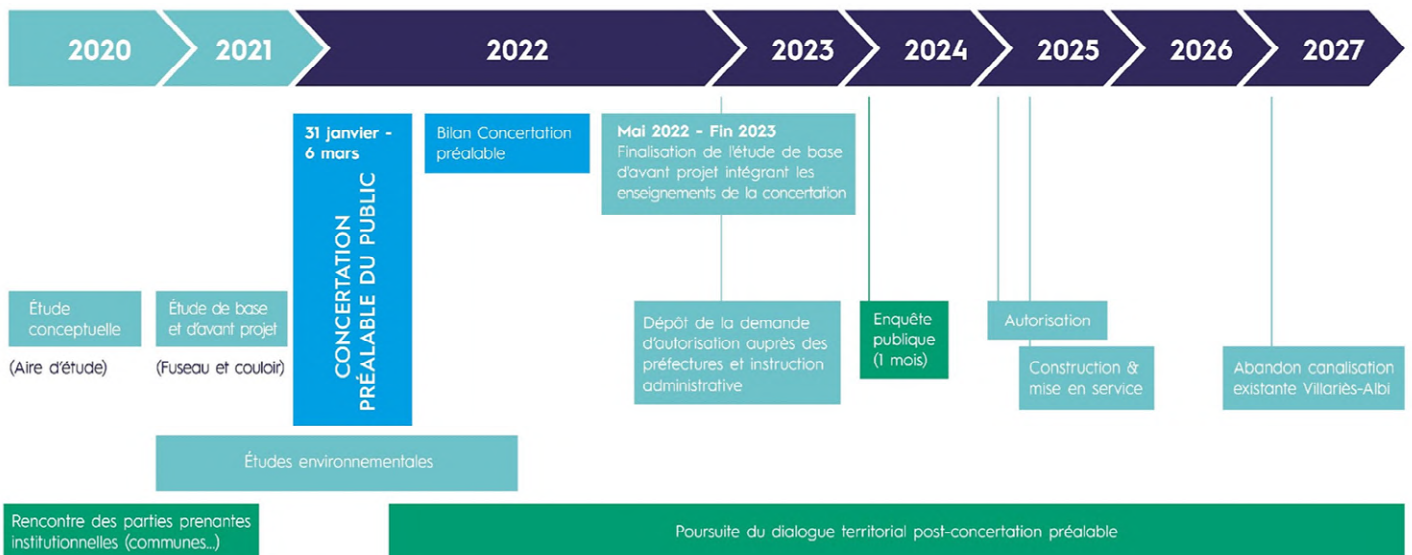 2020
2021
2022
2023
2024
2025
2026
2027
31 janvier -
6 mars
CONCERTATION
PRÉALABLE DU PUBLIC
Bilan Concertation
préalable
Mai 2022 - Fin 2023
Finalisation de l'étude de base
d'avant projet intégrant les
enseignements de la concertation
Étude
conceptuelle
(Aire d'étude)
Étude de base
et d'avant projet
(Fuseau et couloir)
Dépôt de la demande
d'autorisation auprès des
préfectures et instruction
administrative
Enquête
publique
(1 mois)
Autorisation
Construction &
mise en service
Abandon canalisation
existante Villariès-Albi
Études environnementales
Rencontre des parties prenantes
institutionnelles (communes...)
Poursuite du dialogue territorial post-concertation préalable